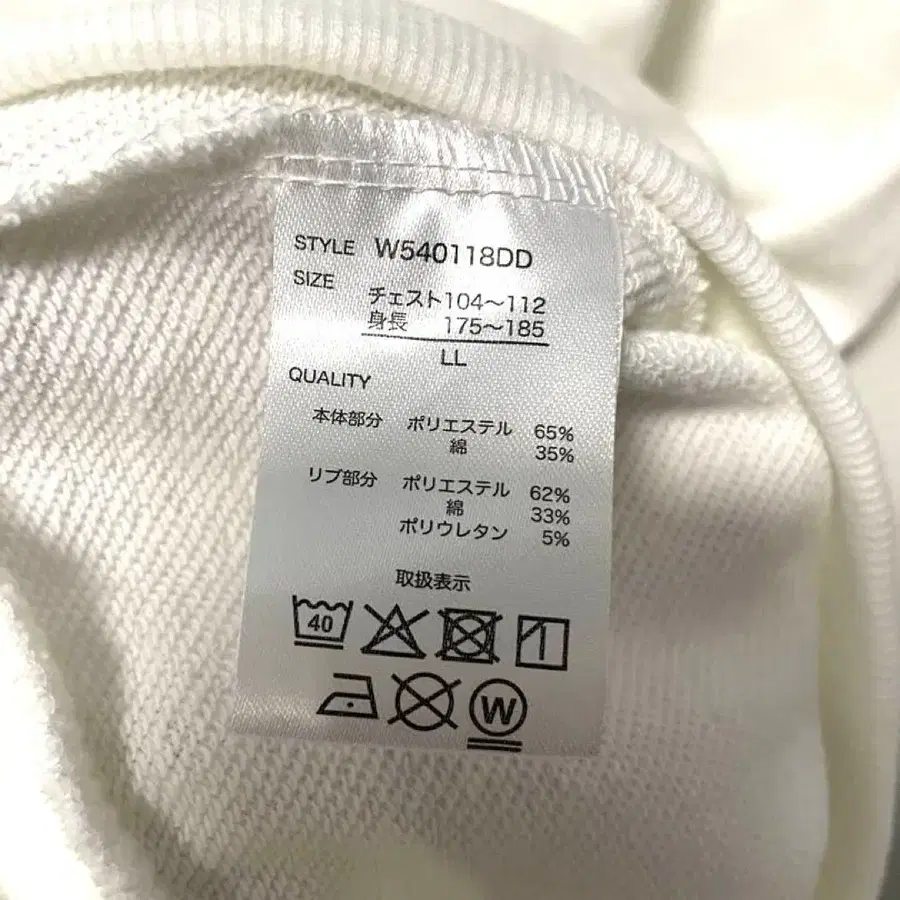 STYLE W540118DD
SIZE
チェスト104～112
身長 175～185
LL
QUALITY
本体部分 ポリエステル 65%
綿 35%
リブ部分 ポリエステル 62%
綿 33%
ポリウレタン 5%
取扱表示
40
W